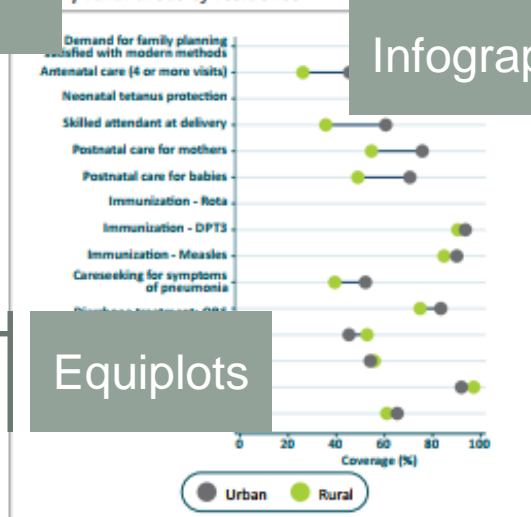 Demand for family planning
satisfied with modern methods
Antenatal care (4 or more visits)
Neonatal tetanus protection
Skilled attendant at delivery
Postnatal care for mothers
Postnatal care for babies
Immunization - Rota
Immunization - DPT3
Immunization - Measles
Careseeking for symptoms
of pneumonia
Infograp
Equiplots
0 20 40 60 80 100
Coverage (%)
Urban Rural